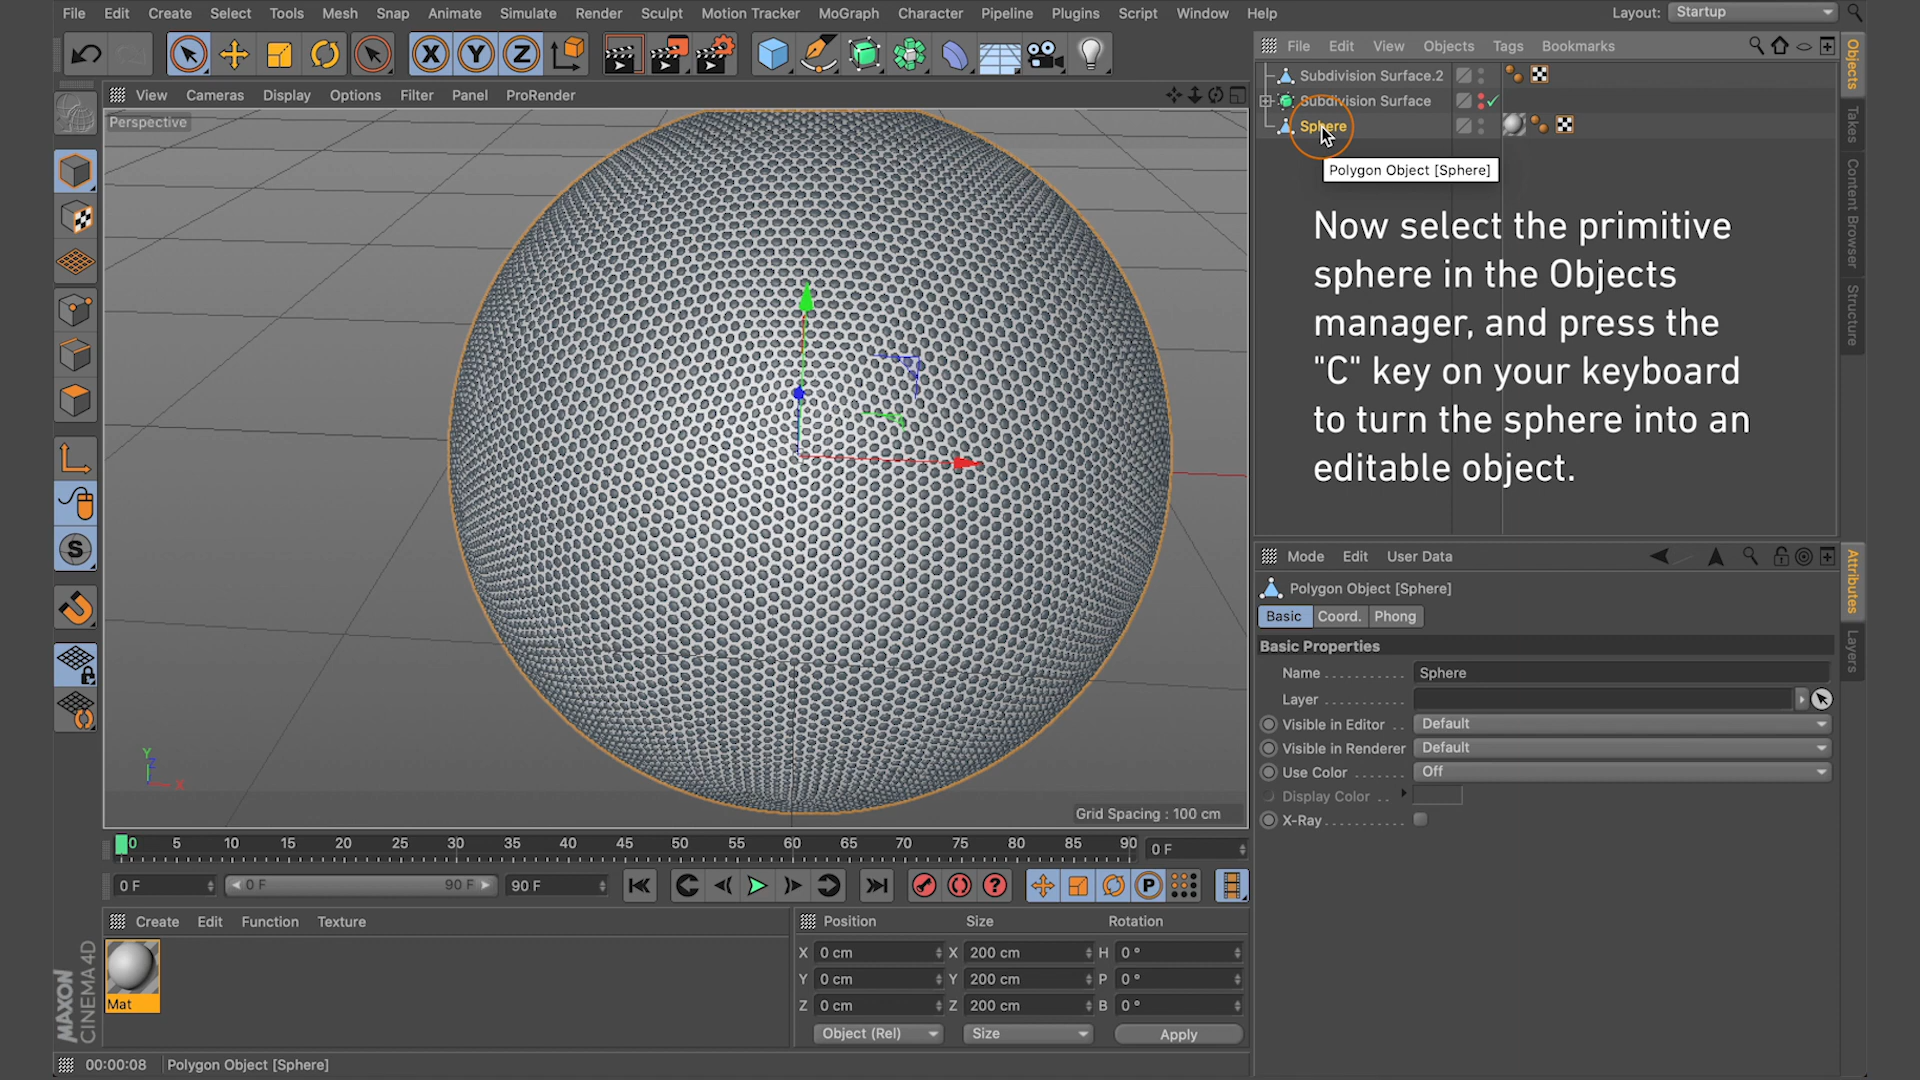 File Edit Create Select Tools Mesh Snap Animate Simulate Render Sculpt Motion Tracker MoGraph Character Pipeline Plugins Script Window Help Layout: Startup
X Y Z
File Edit View Objects Tags Bookmarks
Objects
Takes
Content Browser
Structure
View Cameras Display Options Filter Panel ProRender
Perspective
Subdivision Surface.2
Subdivision Surface
Sphere
Polygon Object [Sphere]
Now select the primitive
sphere in the Objects
manager, and press the
"C" key on your keyboard
to turn the sphere into an
editable object.
S
Y
Z
X
Grid Spacing : 100 cm
Mode Edit User Data
Attributes
Layers
Polygon Object [Sphere]
Basic Coord. Phong
Basic Properties
Name Sphere
Layer
Visible in Editor Default
Visible in Renderer Default
Use Color Off
Display Color
X-Ray
0 5 10 15 20 25 30 35 40 45 50 55 60 65 70 75 80 85 90 0 F
0 F 0 F 90 F 90 F ? P
Create Edit Function Texture
Mat
Position Size Rotation
X 0 cm X 200 cm H 0 °
Y 0 cm Y 200 cm P 0 °
Z 0 cm Z 200 cm B 0 °
Object (Rel) Size Apply
MAXON
CINEMA 4D
00:00:08 Polygon Object [Sphere]